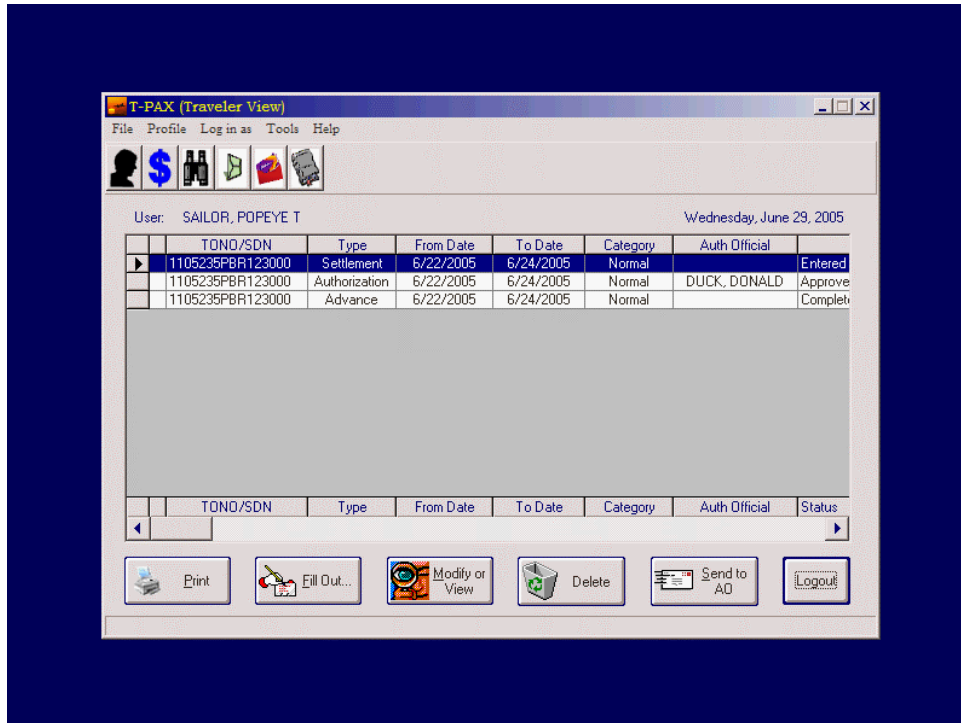 T-PAX (Traveler View)
File Profile Log in as Tools Help
User: SAILOR, POPEYE T Wednesday, June 29, 2005
TONO/SDN Type From Date To Date Category Auth Official
1105235PBR123000 Settlement 6/22/2005 6/24/2005 Normal Entered
1105235PBR123000 Authorization 6/22/2005 6/24/2005 Normal DUCK, DONALD Approve
1105235PBR123000 Advance 6/22/2005 6/24/2005 Normal Complet
TONO/SDN Type From Date To Date Category Auth Official Status
Print Fill Out... Modify or View Delete Send to AO Logout